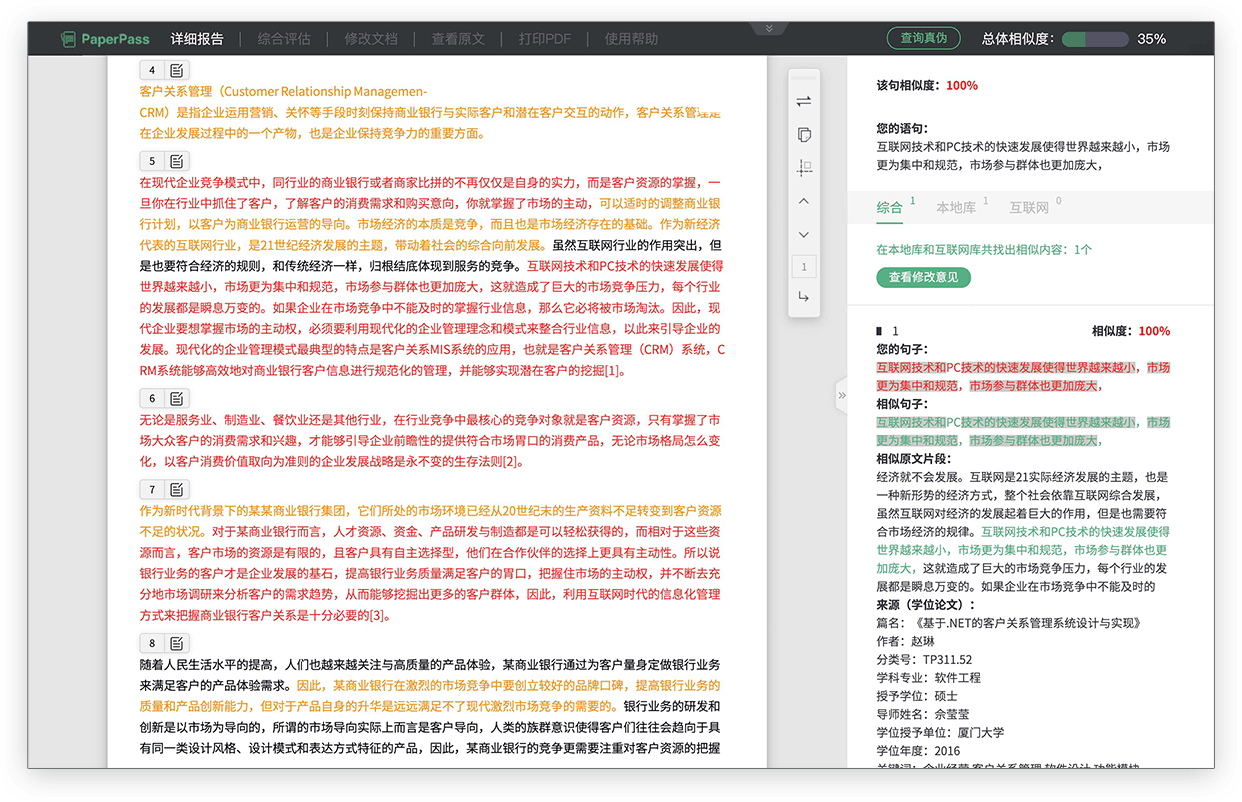 PaperPass 详细报告 综合评估 修改文档 查看原文 打印PDF 使用帮助 查询真伪 总体相似度： 35%
4
客户关系管理（Customer Relationship Managemen-
CRM）是指企业运用营销、关怀等手段时刻保持商业银行与实际客户和潜在客户交互的动作，客户关系管理是
在企业发展过程中的一个产物，也是企业保持竞争力的重要方面。
5
在现代企业竞争模式中，同行业的商业银行或者商家比拼的不再仅仅是自身的实力，而是客户资源的掌握，一
旦你在行业中抓住了客户，了解客户的消费需求和购买意向，你就掌握了市场的主动，可以适时的调整商业银
行计划，以客户为商业银行运营的导向。市场经济的本质是竞争，而且也是市场经济存在的基础。作为新经济
代表的互联网行业，是21世纪经济发展的主题，带动着社会的综合向前发展。虽然互联网行业的作用突出，但
是也要符合经济的规则，和传统经济一样，归根结底体现到服务的竞争。互联网技术和PC技术的快速发展使得
世界越来越小，市场更为集中和规范，市场参与群体也更加庞大，这就造成了巨大的市场竞争压力，每个行业
的发展都是瞬息万变的。如果企业在市场竞争中不能及时的掌握行业信息，那么它必将被市场淘汰。因此，现
代企业要想掌握市场的主动权，必须要利用现代化的企业管理理念和模式来整合行业信息，以此来引导企业的
发展。现代化的企业管理模式最典型的特点是客户关系MIS系统的应用，也就是客户关系管理（CRM）系统，C
RM系统能够高效地对商业银行客户信息进行规范化的管理，并能够实现潜在客户的挖掘[1]。
6
无论是服务业、制造业、餐饮业还是其他行业，在行业竞争中最核心的竞争对象就是客户资源，只有掌握了市
场大众客户的消费需求和兴趣，才能够引导企业前瞻性的提供符合市场胃口的消费产品，无论市场格局怎么变
化，以客户消费价值取向为准则的企业发展战略是永不变的生存法则[2]。
7
作为新时代背景下的某某商业银行集团，它们所处的市场环境已经从20世纪末的生产资料不足转变到客户资源
不足的状况。对于某商业银行而言，人才资源、资金、产品研发与制造都是可以轻松获得的，而相对于这些资
源而言，客户市场的资源是有限的，且客户具有自主选择型，他们在合作伙伴的选择上更具有主动性。所以说
银行业务的客户才是企业发展的基石，提高银行业务质量满足客户的胃口，把握住市场的主动权，并不断去充
分地市场调研来分析客户的需求趋势，从而能够挖掘出更多的客户群体，因此，利用互联网时代的信息化管理
方式来把握商业银行客户关系是十分必要的[3]。
8
随着人民生活水平的提高，人们也越来越关注与高质量的产品体验，某商业银行通过为客户量身定做银行业务
来满足客户的产品体验需求。因此，某商业银行在激烈的市场竞争中要创立较好的品牌口碑，提高银行业务的
质量和产品创新能力，但对于产品自身的升华是远远满足不了现代激烈市场竞争的需要的。银行业务的研发和
创新是以市场为导向的，所谓的市场导向实际上而言是客户导向，人类的族群意识使得客户们往往会趋向于具
有同一类设计风格、设计模式和表达方式特征的产品，因此，某商业银行的竞争更需要注重对客户资源的把握
1
该句相似度：100%
您的语句：
互联网技术和PC技术的快速发展使得世界越来越小，市场
更为集中和规范，市场参与群体也更加庞大，
综合 1 本地库 1 互联网 0
在本地库和互联网库共找出相似内容：1个
查看修改意见
1 相似度：100%
您的句子：
互联网技术和PC技术的快速发展使得世界越来越小，市场
更为集中和规范，市场参与群体也更加庞大，
相似句子：
互联网技术和PC技术的快速发展使得世界越来越小，市场
更为集中和规范，市场参与群体也更加庞大，
相似原文片段：
经济就不会发展。互联网是21实际经济发展的主题，也是
一种新形势的经济方式，整个社会依靠互联网综合发展，
虽然互联网对经济的发展起着巨大的作用，但是也需要符
合市场经济的规律。互联网技术和PC技术的快速发展使得
世界越来越小，市场更为集中和规范，市场参与群体也更
加庞大，这就造成了巨大的市场竞争压力，每个行业的发
展都是瞬息万变的。如果企业在市场竞争中不能及时的
来源（学位论文）：
篇名：《基于.NET的客户关系管理系统设计与实现》
作者：赵琳
分类号：TP311.52
学科专业：软件工程
授予学位：硕士
导师姓名：佘莹莹
学位授予单位：厦门大学
学位年度：2016
关键词：企业经营,客户关系管理,软件设计,功能模块